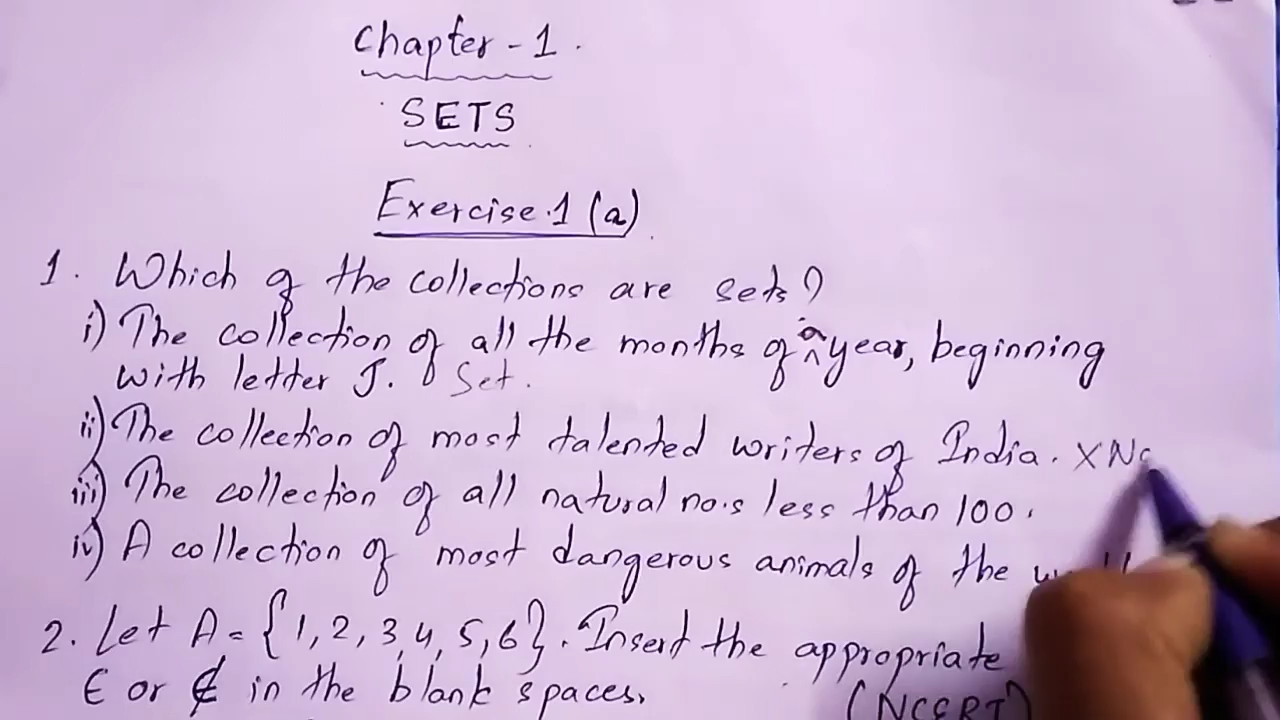 Chapter - 1.
SETS
Exercise.1 (a)
1. Which of the collections are sets?
i) The collection of all the months of a year, beginning
with letter J. Set.
ii) The collection of most talented writers of India. X
iii) The collection of all natural no.s less than 100.
iv) A collection of most dangerous animals of the
2. Let A = {1, 2, 3, 4, 5, 6}. Insert the appropriate
∈ or ∉ in the blank spaces.
(NCERT)